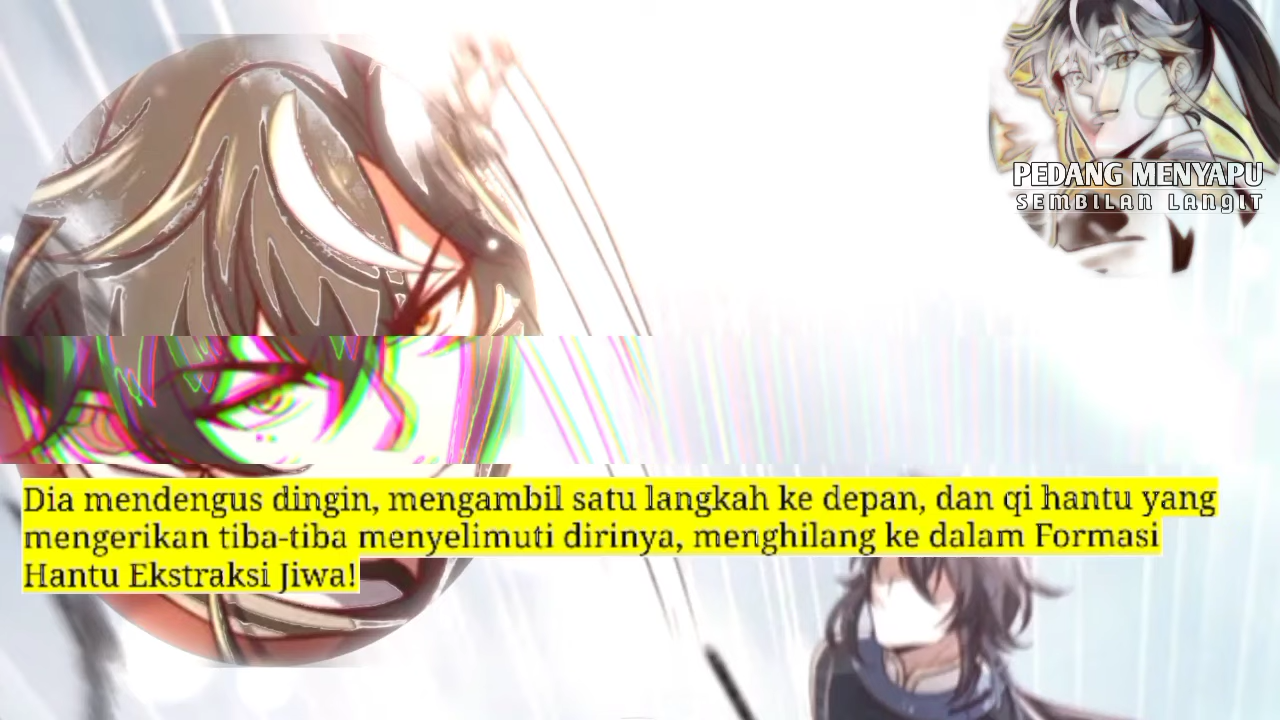 PEDANG MENYAPU
SEMBILAN LANGIT
Dia mendengus dingin, mengambil satu langkah ke depan, dan qi hantu yang
mengerikan tiba-tiba menyelimuti dirinya, menghilang ke dalam Formasi
Hantu Ekstraksi Jiwa!